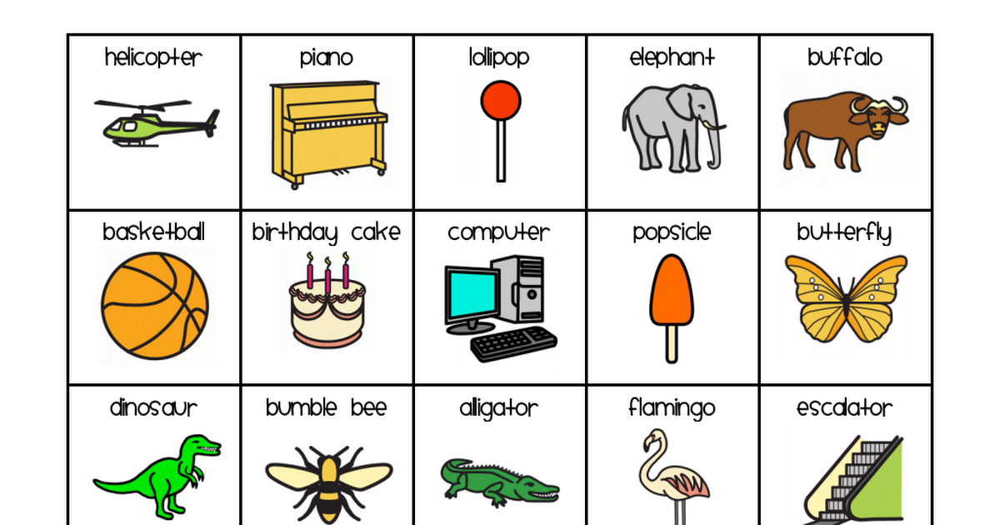 helicopter
piano
lollipop
elephant
buffalo
basketball
birthday cake
computer
popsicle
butterfly
dinosaur
bumble bee
alligator
flamingo
escalator